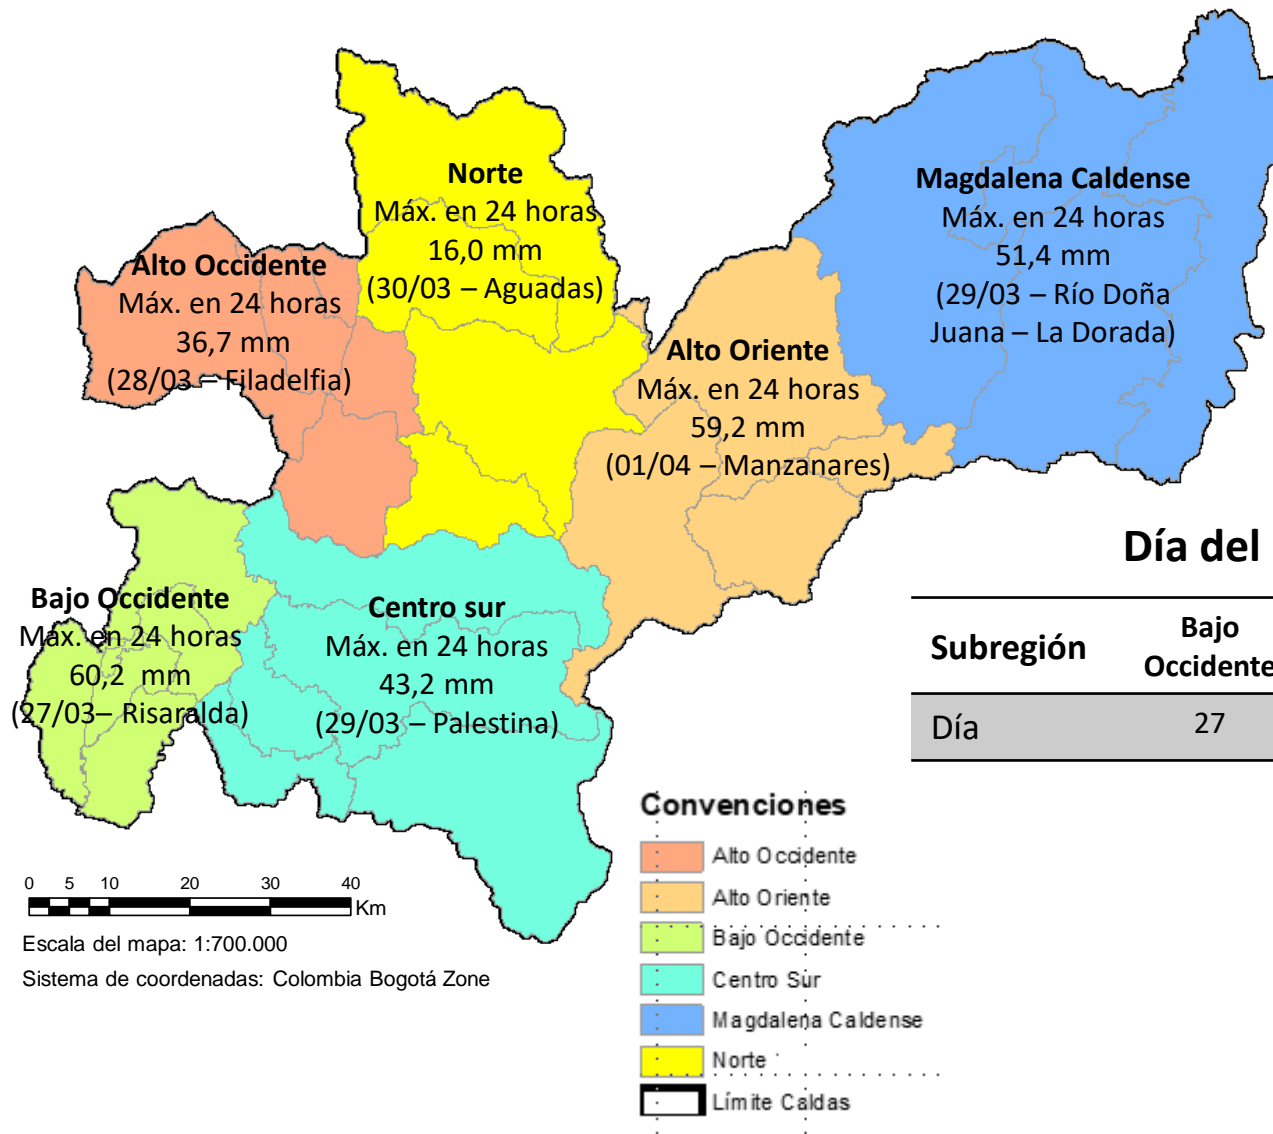 Norte
Máx. en 24 horas
16,0 mm
(30/03 – Aguadas)
Magdalena Caldense
Máx. en 24 horas
51,4 mm
(29/03 – Río Doña
Juana – La Dorada)
Alto Occidente
Máx. en 24 horas
36,7 mm
(28/03 – Filadelfia)
Alto Oriente
Máx. en 24 horas
59,2 mm
(01/04 – Manzanares)
Bajo Occidente
Máx. en 24 horas
60,2 mm
(27/03– Risaralda)
Centro sur
Máx. en 24 horas
43,2 mm
(29/03 – Palestina)
Día del
Subregión Bajo
Occidente
Día 27
Convenciones
Alto Occidente
Alto Oriente
Bajo Occidente
Centro Sur
Magdalena Caldense
Norte
Límite Caldas
0 5 10 20 30 40
Km
Escala del mapa: 1:700.000
Sistema de coordenadas: Colombia Bogotá Zone